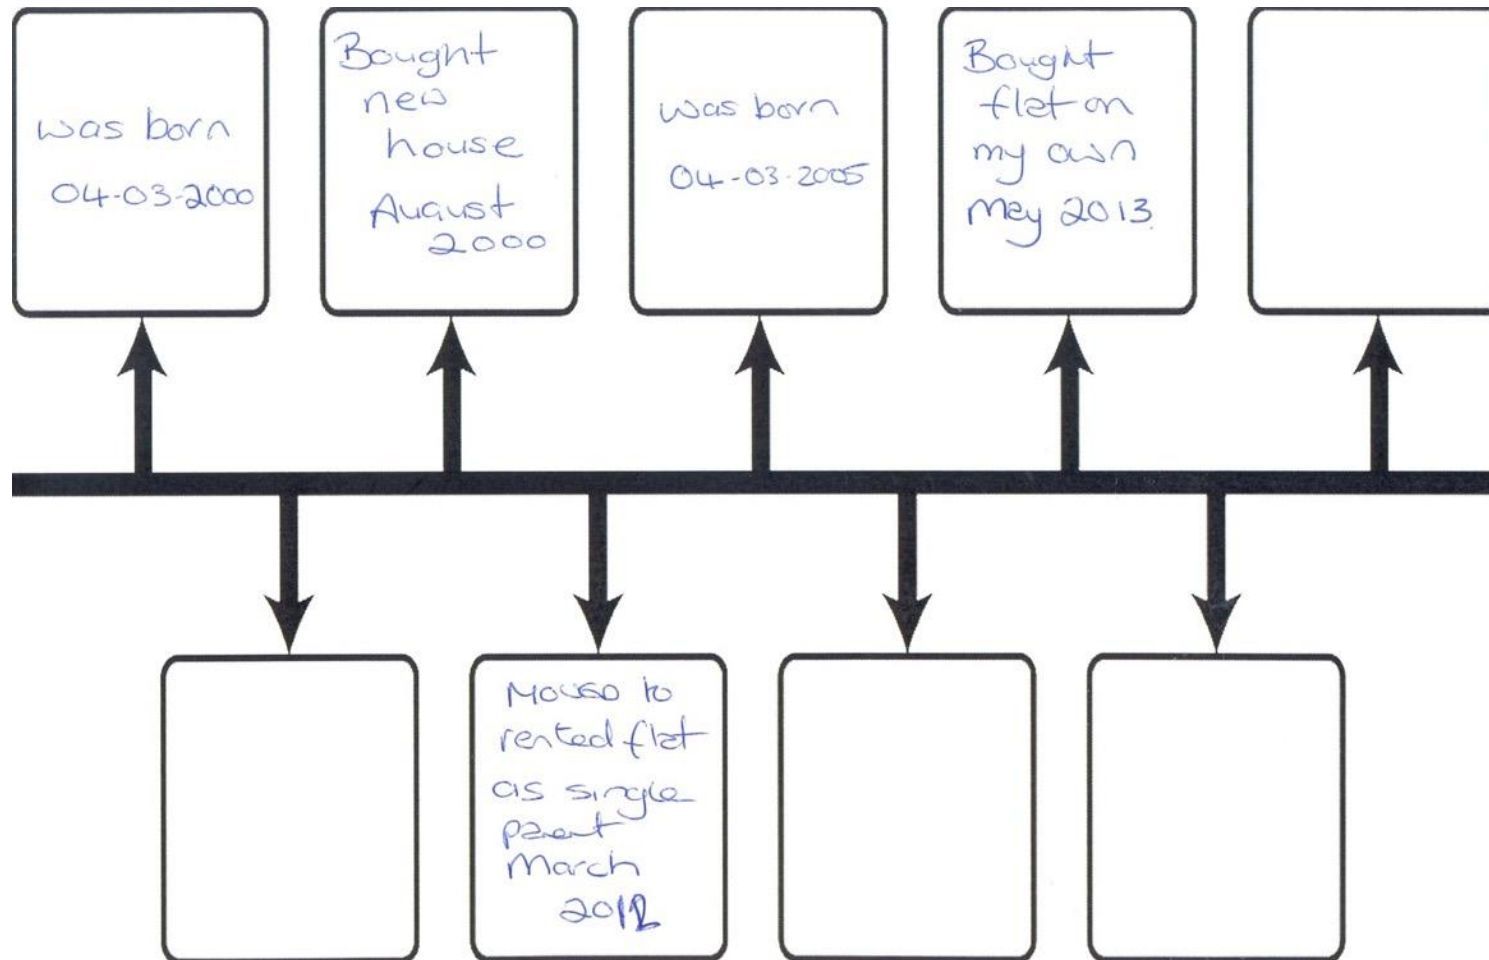 was born
04-03-2000
Bought
new
house
August
2000
was born
04-03-2005
Bought
flat on
my own
May 2013.
Moved to
rented flat
as single
parent
March
2012